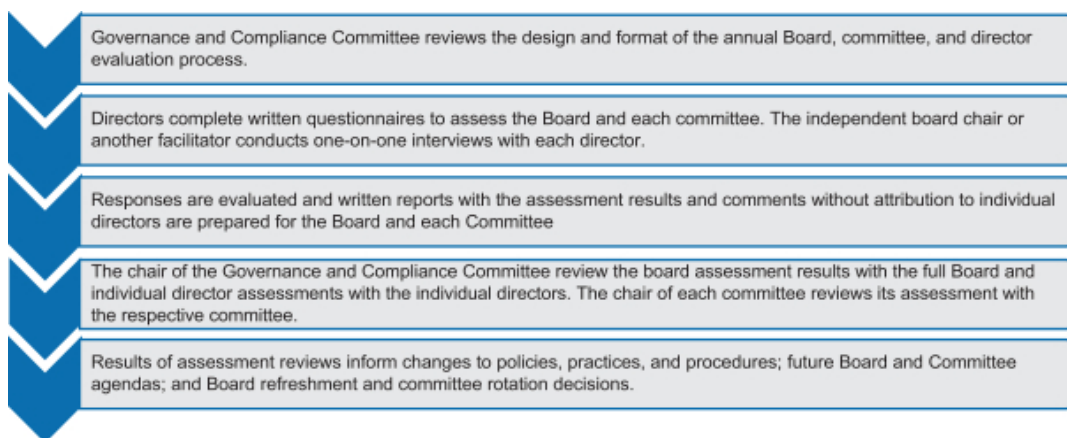 Governance and Compliance Committee reviews the design and format of the annual Board, committee, and director
evaluation process.
Directors complete written questionnaires to assess the Board and each committee. The independent board chair or
another facilitator conducts one-on-one interviews with each director.
Responses are evaluated and written reports with the assessment results and comments without attribution to individual
directors are prepared for the Board and each Committee
The chair of the Governance and Compliance Committee review the board assessment results with the full Board and
individual director assessments with the individual directors. The chair of each committee reviews its assessment with
the respective committee.
Results of assessment reviews inform changes to policies, practices, and procedures; future Board and Committee
agendas; and Board refreshment and committee rotation decisions.